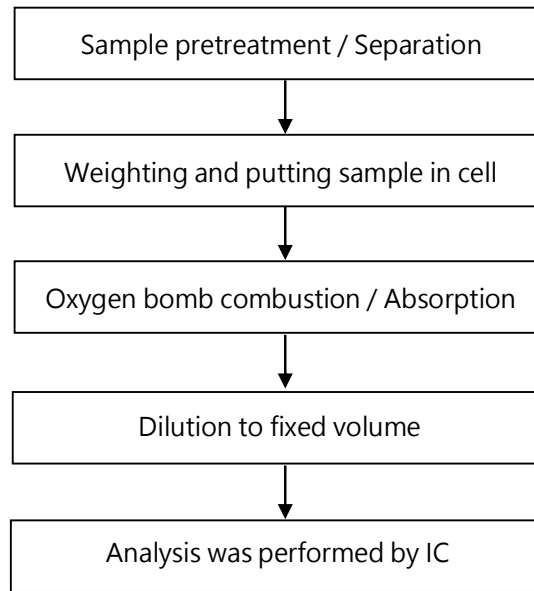 Sample pretreatment / Separation
Weighting and putting sample in cell
Oxygen bomb combustion / Absorption
Dilution to fixed volume
Analysis was performed by IC